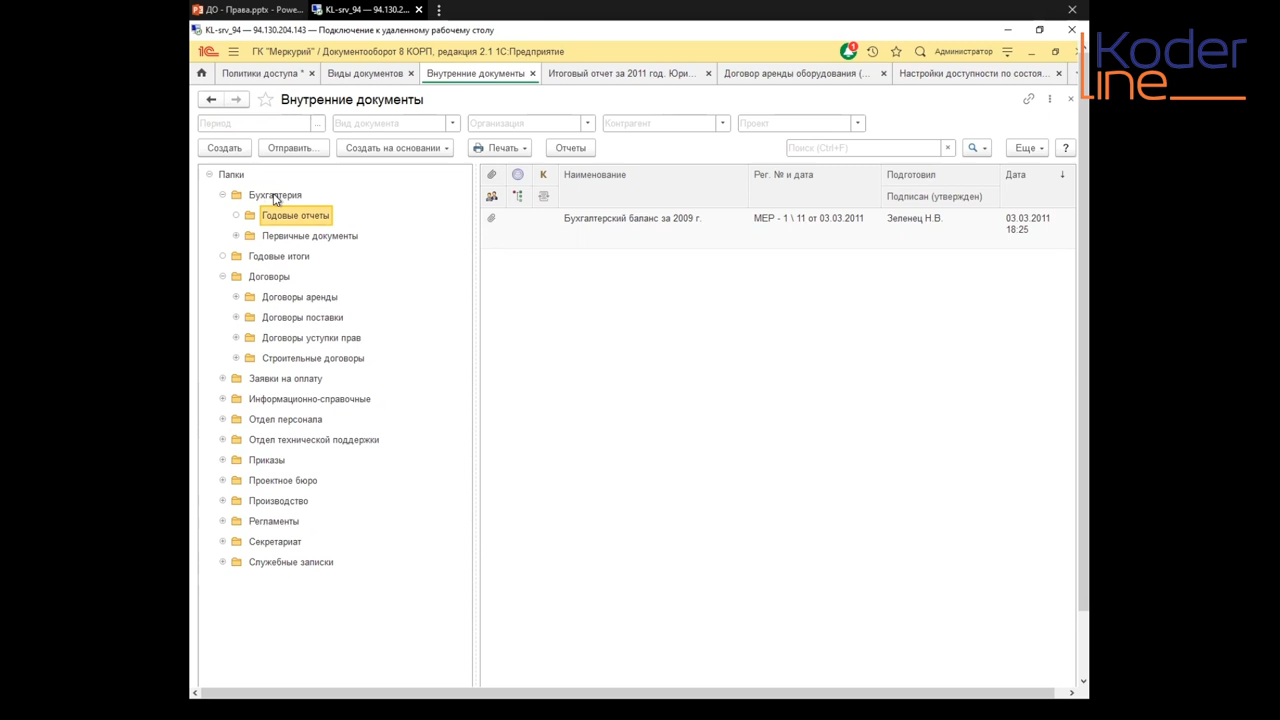 ДО - Права.pptx - Powe...
KL-srv_94 — 94.130.2...
KL-srv_94 — 94.130.204.143 — Подключение к удаленному рабочему столу
ГК "Меркурий" / Документооборот 8 КОРП, редакция 2.1 1С:Предприятие
1
Администратор
Политики доступа *
Виды документов
Внутренние документы
Итоговый отчет за 2011 год. Юри...
Договор аренды оборудования (...
Настройки доступности по состоя...
Koder
Line
Внутренние документы
Период
...
Вид документа
Организация
Контрагент
Проект
Создать
Отправить...
Создать на основании
Печать
Отчеты
Поиск (Ctrl+F)
Еще
?
Папки
Бухгалтерия
Годовые отчеты
Первичные документы
Годовые итоги
Договоры
Договоры аренды
Договоры поставки
Договоры уступки прав
Строительные договоры
Заявки на оплату
Информационно-справочные
Отдел персонала
Отдел технической поддержки
Приказы
Проектное бюро
Производство
Регламенты
Секретариат
Служебные записки
К
Наименование
Рег. № и дата
Подготовил
Дата
Подписан (утвержден)
Бухгалтерский баланс за 2009 г.
МЕР - 1 \ 11 от 03.03.2011
Зеленец Н.В.
03.03.2011
18:25